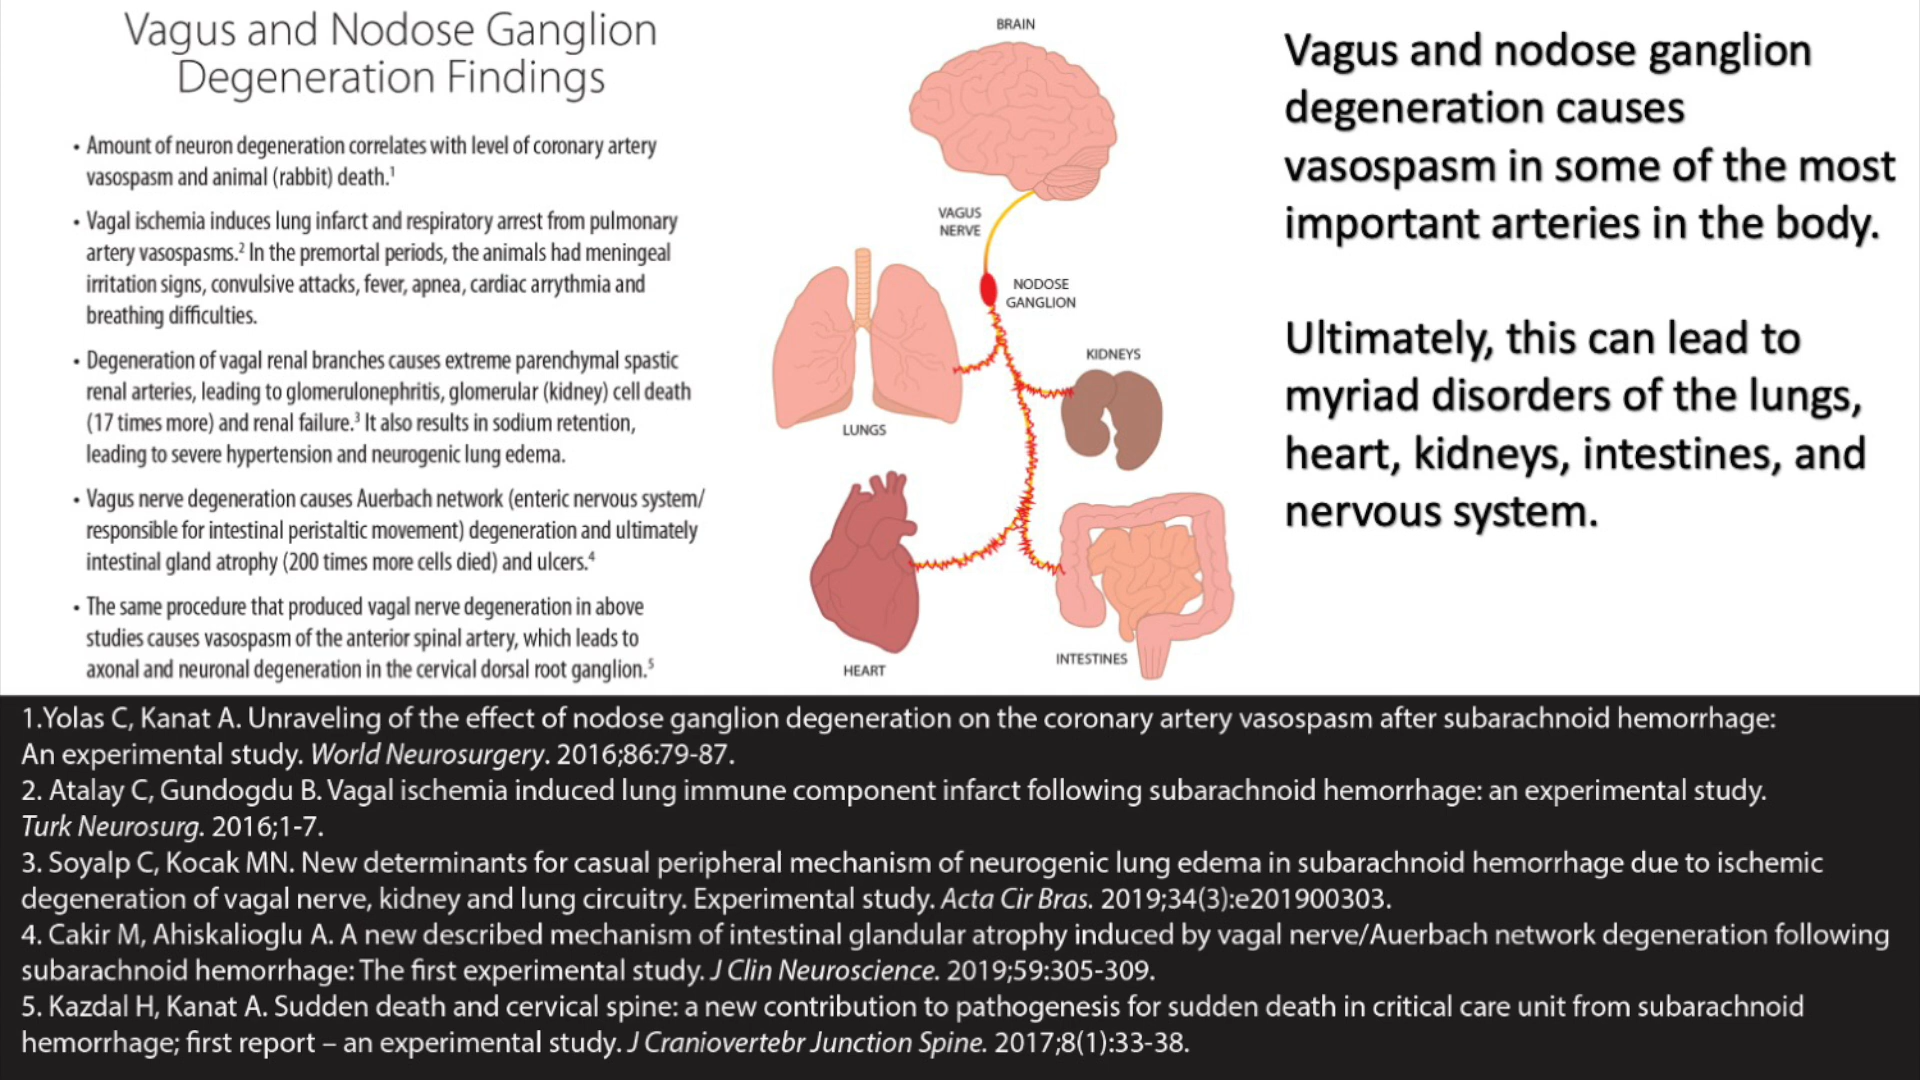 Vagus and Nodose Ganglion
Degeneration Findings
• Amount of neuron degeneration correlates with level of coronary artery
vasospasm and animal (rabbit) death.¹
• Vagal ischemia induces lung infarct and respiratory arrest from pulmonary
artery vasospasms.² In the premortal periods, the animals had meningeal
irritation signs, convulsive attacks, fever, apnea, cardiac arrythmia and
breathing difficulties.
• Degeneration of vagal renal branches causes extreme parenchymal spastic
renal arteries, leading to glomerulonephritis, glomerular (kidney) cell death
(17 times more) and renal failure.³ It also results in sodium retention,
leading to severe hypertension and neurogenic lung edema.
• Vagus nerve degeneration causes Auerbach network (enteric nervous system/
responsible for intestinal peristaltic movement) degeneration and ultimately
intestinal gland atrophy (200 times more cells died) and ulcers.⁴
• The same procedure that produced vagal nerve degeneration in above
studies causes vasospasm of the anterior spinal artery, which leads to
axonal and neuronal degeneration in the cervical dorsal root ganglion.⁵
BRAIN
VAGUS
NERVE
NODOSE
GANGLION
KIDNEYS
LUNGS
HEART
INTESTINES
Vagus and nodose ganglion
degeneration causes
vasospasm in some of the most
important arteries in the body.
Ultimately, this can lead to
myriad disorders of the lungs,
heart, kidneys, intestines, and
nervous system.
1.Yolas C, Kanat A. Unraveling of the effect of nodose ganglion degeneration on the coronary artery vasospasm after subarachnoid hemorrhage:
An experimental study. World Neurosurgery. 2016;86:79-87.
2. Atalay C, Gundogdu B. Vagal ischemia induced lung immune component infarct following subarachnoid hemorrhage: an experimental study.
Turk Neurosurg. 2016;1-7.
3. Soyalp C, Kocak MN. New determinants for casual peripheral mechanism of neurogenic lung edema in subarachnoid hemorrhage due to ischemic
degeneration of vagal nerve, kidney and lung circuitry. Experimental study. Acta Cir Bras. 2019;34(3):e201900303.
4. Cakir M, Ahiskalioglu A. A new described mechanism of intestinal glandular atrophy induced by vagal nerve/Auerbach network degeneration following
subarachnoid hemorrhage: The first experimental study. J Clin Neuroscience. 2019;59:305-309.
5. Kazdal H, Kanat A. Sudden death and cervical spine: a new contribution to pathogenesis for sudden death in critical care unit from subarachnoid
hemorrhage; first report – an experimental study. J Craniovertebr Junction Spine. 2017;8(1):33-38.